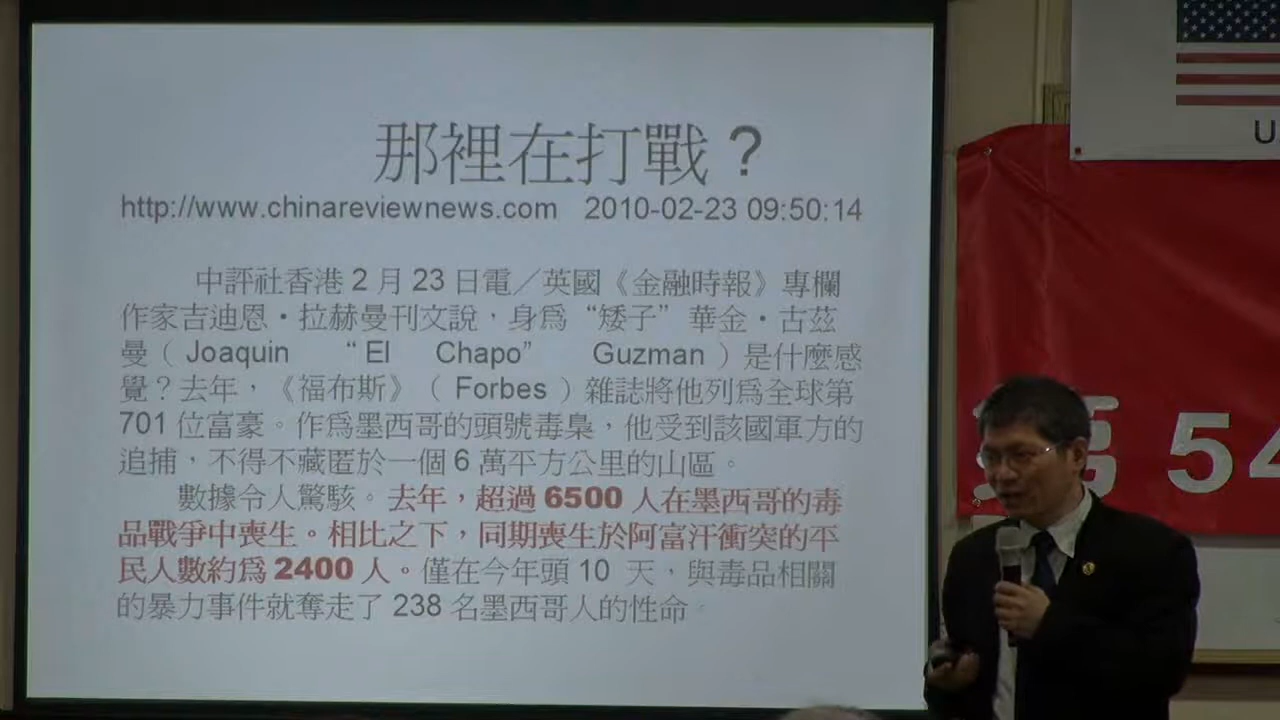 那裡在打戰？
http://www.chinareviewnews.com 2010-02-23 09:50:14
中評社香港 2 月 23 日電／英國《金融時報》專欄
作家吉迪恩・拉赫曼刊文說，身爲“矮子”華金・古茲
曼（ Joaquin “ El Chapo” Guzman ）是什麼感
覺？去年，《福布斯》（ Forbes ）雜誌將他列爲全球第
701 位富豪。作爲墨西哥的頭號毒梟，他受到該國軍方的
追捕，不得不藏匿於一個 6 萬平方公里的山區。
數據令人驚駭。去年，超過 6500 人在墨西哥的毒
品戰爭中喪生。相比之下，同期喪生於阿富汗衝突的平
民人數約爲 2400 人。僅在今年頭 10 天，與毒品相關
的暴力事件就奪走了 238 名墨西哥人的性命。
U
54